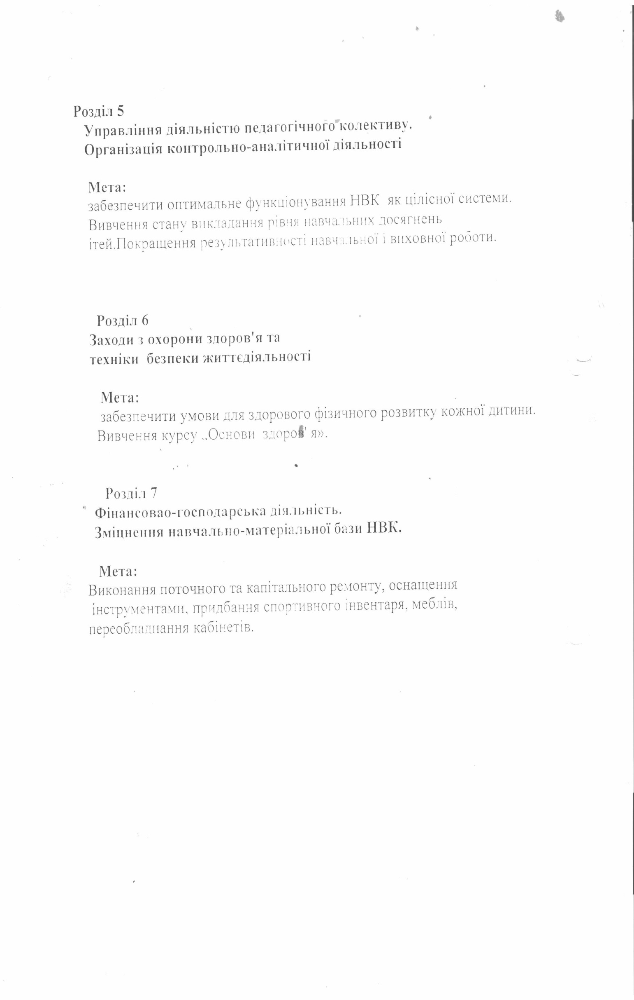 Розділ 5
Управління діяльністю педагогічного колективу.
Організація контрольно-аналітичної діяльності
Мета:
забезпечити оптимальне функціонування НВК як цілісної системи.
Вивчення стану викладання рівня навчальних досягнень
ітей.Покращення результативності навчальної і виховної роботи.
Розділ 6
Заходи з охорони здоров'я та
техніки безпеки життєдіяльності
Мета:
забезпечити умови для здорового фізичного розвитку кожної дитини.
Вивчення курсу „Основи здоров' я».
Розділ 7
Фінансовао-господарська діяльність.
Зміцнення навчально-матеріальної бази НВК.
Мета:
Виконання поточного та капітального ремонту, оснащення
інструментами, придбання спортивного інвентаря, меблів,
переобладнання кабінетів.